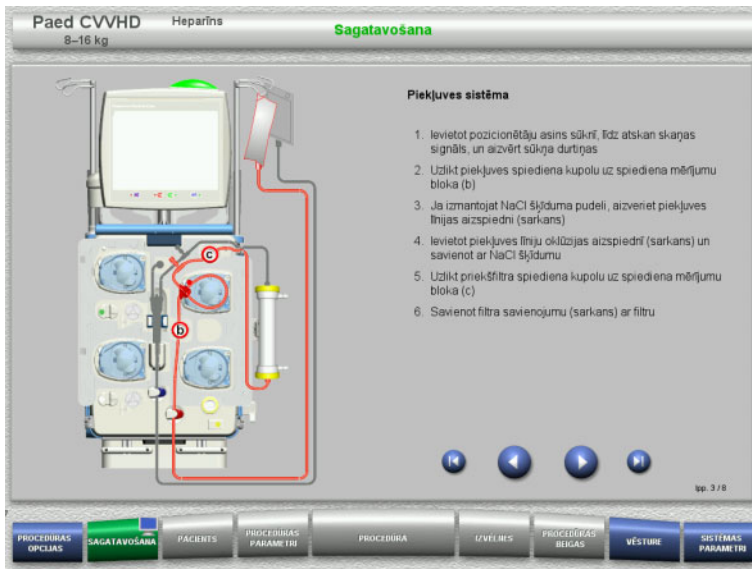 Paed CVVHD Heparīns
8–16 kg
Sagatavošana
Piekļuves sistēma
1. Ievietot pozicionētāju asins sūknī, līdz atskan skaņas
signāls, un aizvērt sūkņa durtiņas
2. Uzlikt piekļuves spiediena kupolu uz spiediena mērījumu
bloka (b)
3. Ja izmantojat NaCl šķīduma pudeli, aizveriet piekļuves
līnijas aizspiedni (sarkans)
4. Ievietot piekļuves līniju oklūzijas aizspiednī (sarkans) un
savienot ar NaCl šķīdumu
5. Uzlikt priekšfiltra spiediena kupolu uz spiediena mērījumu
bloka (c)
6. Savienot filtra savienojumu (sarkans) ar filtru
c
b
lpp. 3 / 8
PROCEDŪRAS
OPCIJAS
SAGATAVOŠANA
PACIENTS
PROCEDŪRAS
PARAMETRI
PROCEDŪRA
IZVĒLNES
PROCEDŪRAS
BEIGAS
VĒSTURE
SISTĒMAS
PARAMETRI